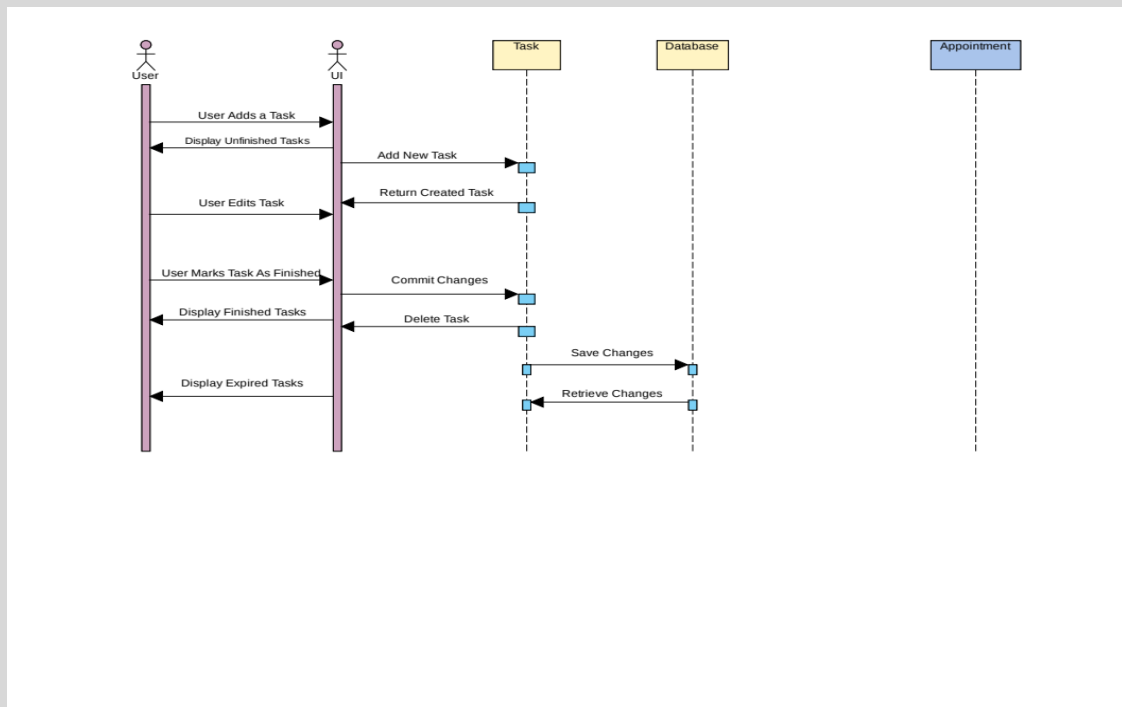 Task
Database
Appointment
User
UI
User Adds a Task
Display Unfinished Tasks
Add New Task
Return Created Task
User Edits Task
User Marks Task As Finished
Commit Changes
Display Finished Tasks
Delete Task
Save Changes
Display Expired Tasks
Retrieve Changes